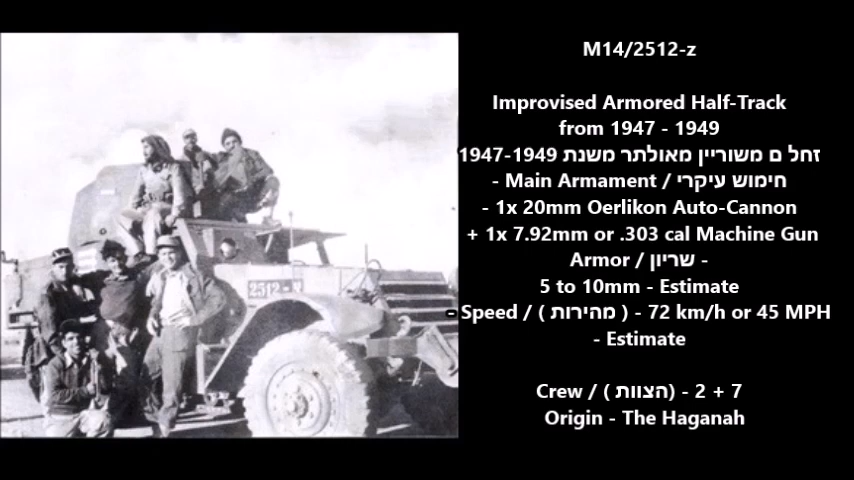 M14/2512-z
Improvised Armored Half-Track
from 1947 - 1949
זחל ם משוריין מאולתר משנת 1947-1949
- Main Armament / חימוש עיקרי
- 1x 20mm Oerlikon Auto-Cannon
+ 1x 7.92mm or .303 cal Machine Gun
Armor / שריון -
5 to 10mm - Estimate
- Speed / ( מהירות ) - 72 km/h or 45 MPH
- Estimate
Crew / ( הצוות) - 2 + 7
Origin - The Haganah
2512-